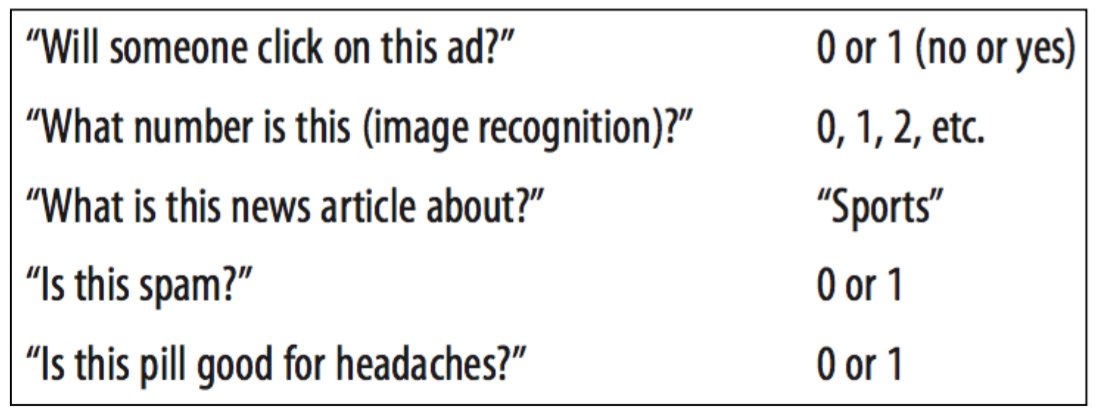 “Will someone click on this ad?” 0 or 1 (no or yes)
“What number is this (image recognition)?” 0, 1, 2, etc.
“What is this news article about?” “Sports”
“Is this spam?” 0 or 1
“Is this pill good for headaches?” 0 or 1